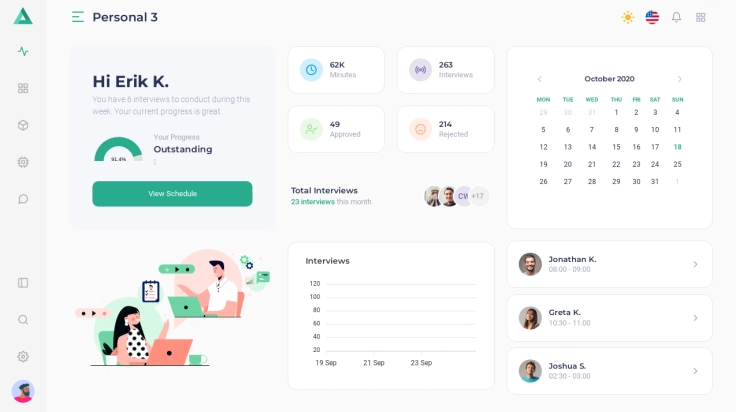 Personal 3
Hi Erik K.
You have 6 interviews to conduct during this
week. Your current progress is great.
Your Progress
Outstanding
91.4%
View Schedule
62K
Minutes
263
Interviews
49
Approved
214
Rejected
Total Interviews
23 interviews this month
CW
+17
Interviews
120
100
80
60
40
20
19 Sep 21 Sep 23 Sep
October 2020
MON TUE WED THU FRI SAT SUN
29 30 31 1 2 3 4
5 6 7 8 9 10 11
12 13 14 15 16 17 18
19 20 21 22 23 24 25
26 27 28 29 30 31 1
Jonathan K.
08:00 - 09:00
Greta K.
10:30 - 11:00
Joshua S.
02:30 - 03:00